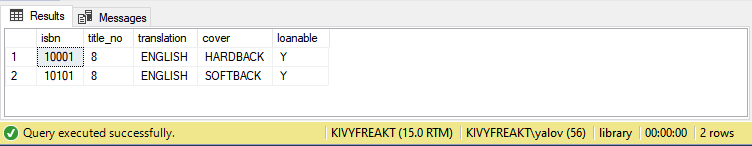 Results Messages
isbn title_no translation cover loanable
1 10001 8 ENGLISH HARDBACK Y
2 10101 8 ENGLISH SOFTBACK Y
Query executed successfully. KIVYFREAKT (15.0 RTM) KIVYFREAKT\yalov (56) library 00:00:00 2 rows